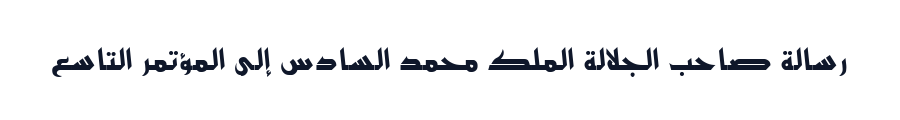 رسالة صاحب الجلالة الملك محمد السادس إلى المؤتمر التاسع